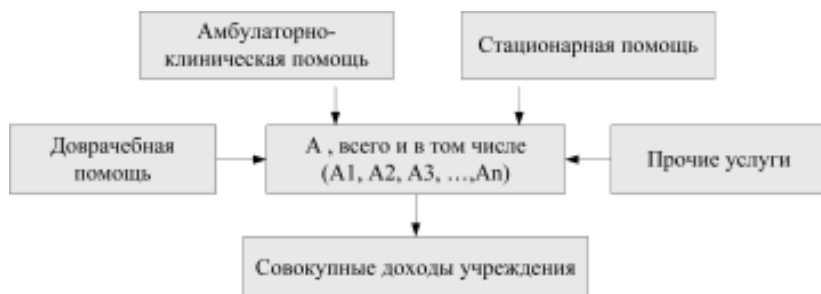 Амбулаторно-
клиническая помощь
Стационарная помощь
Доврачебная
помощь
А , всего и в том числе
(А1, А2, А3, …,Аn)
Прочие услуги
Совокупные доходы учреждения